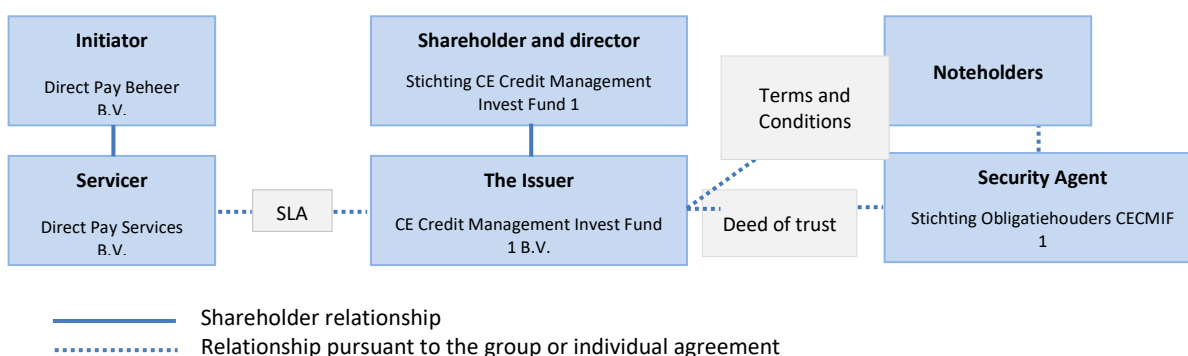 Initiator
Direct Pay Beheer
B.V.
Shareholder and director
Stichting CE Credit Management
Invest Fund 1
Terms and
Conditions
Noteholders
Servicer
Direct Pay Services
B.V.
SLA
The Issuer
CE Credit Management Invest Fund
1 B.V.
Deed of trust
Security Agent
Stichting Obligatiehouders CECMIF
1
Shareholder relationship
Relationship pursuant to the group or individual agreement